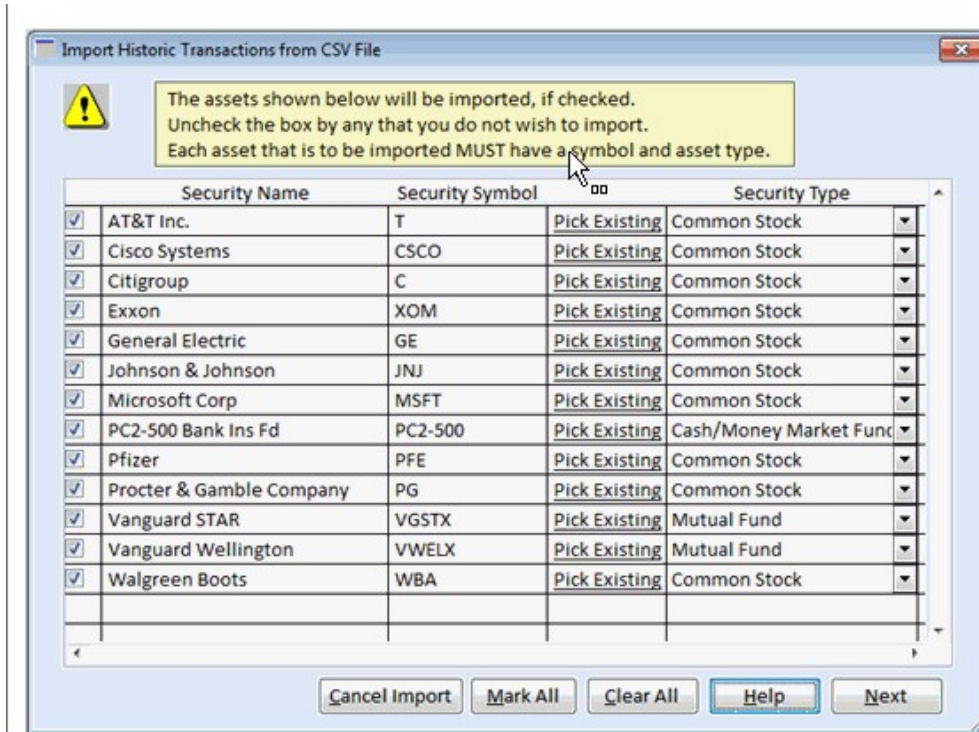 Import Historic Transactions from CSV File
The assets shown below will be imported, if checked.
Uncheck the box by any that you do not wish to import.
Each asset that is to be imported MUST have a symbol and asset type.
Security Name Security Symbol Security Type
AT&T Inc. T Pick Existing Common Stock
Cisco Systems CSCO Pick Existing Common Stock
Citigroup C Pick Existing Common Stock
Exxon XOM Pick Existing Common Stock
General Electric GE Pick Existing Common Stock
Johnson & Johnson JNJ Pick Existing Common Stock
Microsoft Corp MSFT Pick Existing Common Stock
PC2-500 Bank Ins Fd PC2-500 Pick Existing Cash/Money Market Fund
Pfizer PFE Pick Existing Common Stock
Procter & Gamble Company PG Pick Existing Common Stock
Vanguard STAR VGSTX Pick Existing Mutual Fund
Vanguard Wellington VWELX Pick Existing Mutual Fund
Walgreen Boots WBA Pick Existing Common Stock
Cancel Import Mark All Clear All Help Next